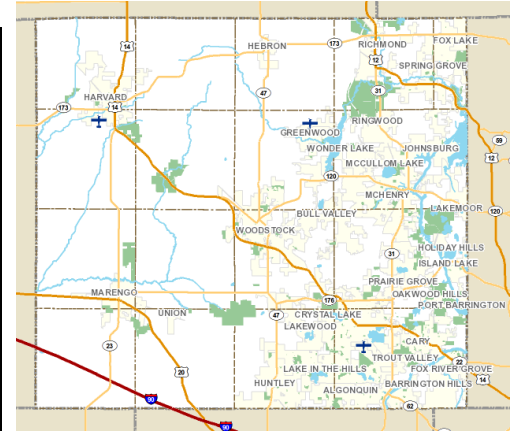 14
HEBRON
173
RICHMOND
FOX LAKE
12
SPRING GROVE
HARVARD
47
31
173
14
RINGWOOD
GREENWOOD
59
WONDER LAKE
JOHNSBURG
12
MCCULLOM LAKE
120
MCHENRY
BULL VALLEY
LAKEMOOR
120
WOODSTOCK
HOLIDAY HILLS
31
ISLAND LAKE
PRAIRIE GROVE
MARENGO
OAKWOOD HILLS
176
PORT BARRINGTON
UNION
47
CRYSTAL LAKE
LAKEWOOD
23
CARY
TROUT VALLEY
22
20
LAKE IN THE HILLS
FOX RIVER GROVE
14
HUNTLEY
BARRINGTON HILLS
ALGONQUIN
90
62
90